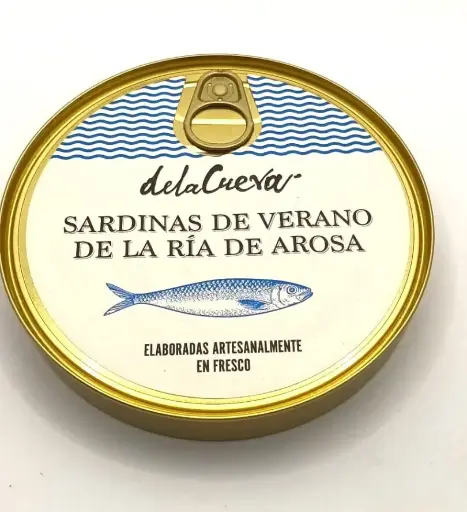 delaCueva
SARDINAS DE VERANO
DE LA RÍA DE AROSA
ELABORADAS ARTESANALMENTE
EN FRESCO